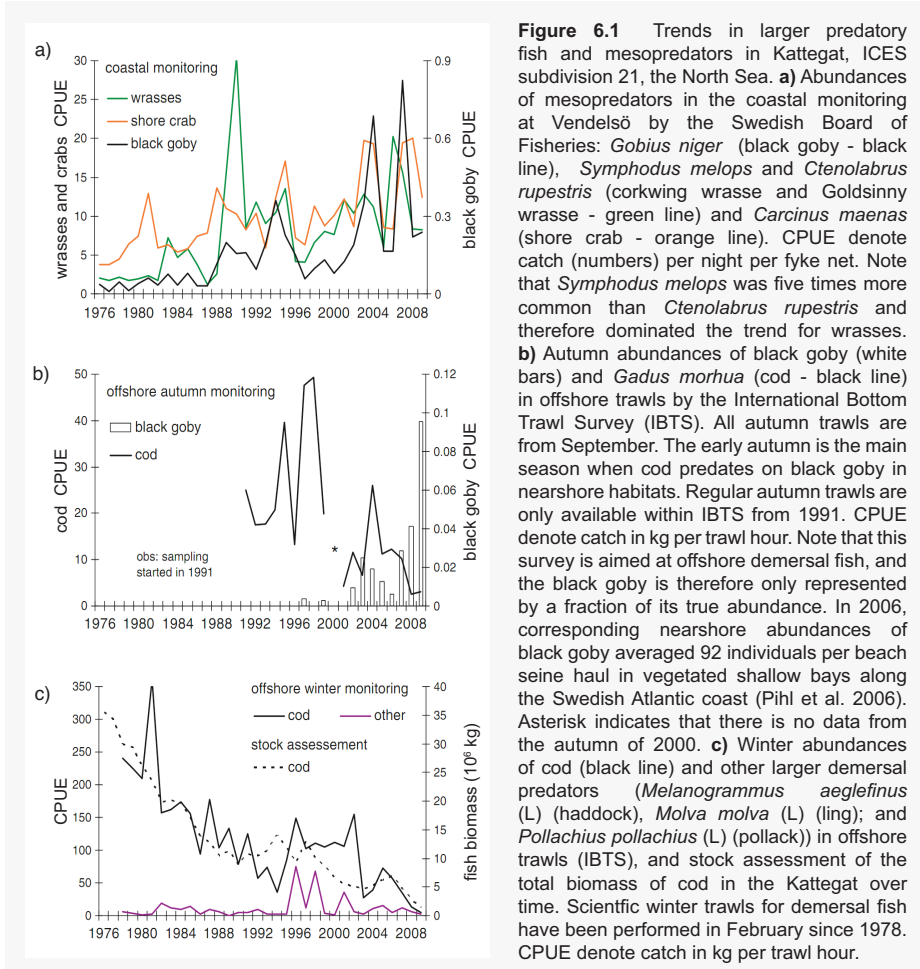 a)
coastal monitoring
wrasses
shore crab
black goby
wrasses and crabs CPUE
30
25
20
15
10
5
0
0.9
0.6
0.3
0
black goby CPUE
1976 1980 1984 1988 1992 1996 2000 2004 2008
b)
offshore autumn monitoring
black goby
cod
cod CPUE
50
40
30
20
10
0
0.12
0.1
0.08
0.06
0.04
0.02
0
black goby CPUE
*
obs: sampling
started in 1991
1976 1980 1984 1988 1992 1996 2000 2004 2008
c)
offshore winter monitoring
cod other
stock assessement
cod
CPUE
350
300
250
200
150
100
50
0
40
35
30
25
20
15
10
5
0
fish biomass (10⁶ kg)
1976 1980 1984 1988 1992 1996 2000 2004 2008
Figure 6.1 Trends in larger predatory
fish and mesopredators in Kattegat, ICES
subdivision 21, the North Sea. a) Abundances
of mesopredators in the coastal monitoring
at Vendelsö by the Swedish Board of
Fisheries: Gobius niger (black goby - black
line), Symphodus melops and Ctenolabrus
rupestris (corkwing wrasse and Goldsinny
wrasse - green line) and Carcinus maenas
(shore crab - orange line). CPUE denote
catch (numbers) per night per fyke net. Note
that Symphodus melops was five times more
common than Ctenolabrus rupestris and
therefore dominated the trend for wrasses.
b) Autumn abundances of black goby (white
bars) and Gadus morhua (cod - black line)
in offshore trawls by the International Bottom
Trawl Survey (IBTS). All autumn trawls are
from September. The early autumn is the main
season when cod predates on black goby in
nearshore habitats. Regular autumn trawls are
only available within IBTS from 1991. CPUE
denote catch in kg per trawl hour. Note that this
survey is aimed at offshore demersal fish, and
the black goby is therefore only represented
by a fraction of its true abundance. In 2006,
corresponding nearshore abundances of
black goby averaged 92 individuals per beach
seine haul in vegetated shallow bays along
the Swedish Atlantic coast (Pihl et al. 2006).
Asterisk indicates that there is no data from
the autumn of 2000. c) Winter abundances
of cod (black line) and other larger demersal
predators (Melanogrammus aeglefinus
(L) (haddock), Molva molva (L) (ling); and
Pollachius pollachius (L) (pollack)) in offshore
trawls (IBTS), and stock assessment of the
total biomass of cod in the Kattegat over
time. Scientfic winter trawls for demersal fish
have been performed in February since 1978.
CPUE denote catch in kg per trawl hour.